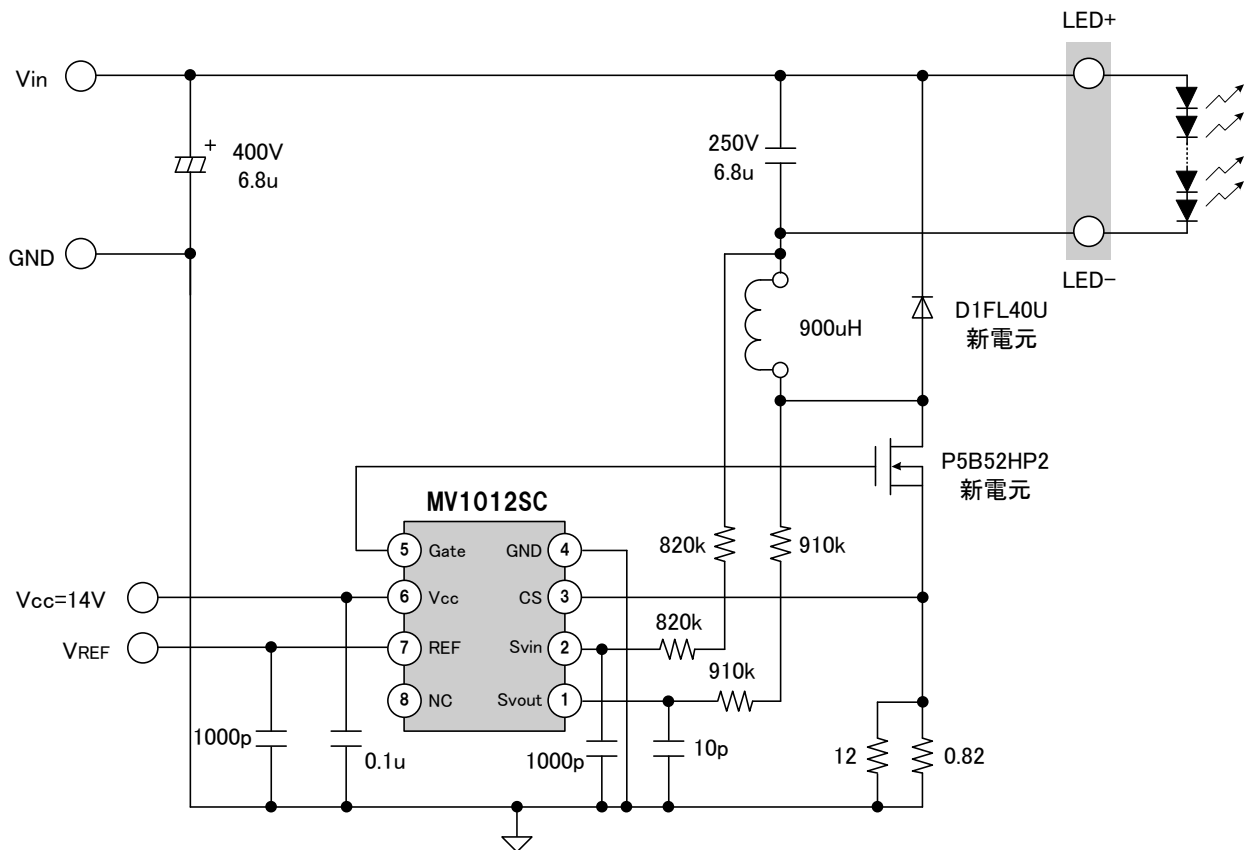 LED+
Vin
+
400V
6.8u
250V
6.8u
GND
LED−
900uH
D1FL40U
新電元
P5B52HP2
新電元
MV1012SC
5 Gate
GND 4
6 Vcc
CS 3
7 REF
Svin 2
8 NC
Svout 1
820k
910k
Vcc=14V
VREF
820k
910k
1000p
0.1u
1000p
10p
12
0.82